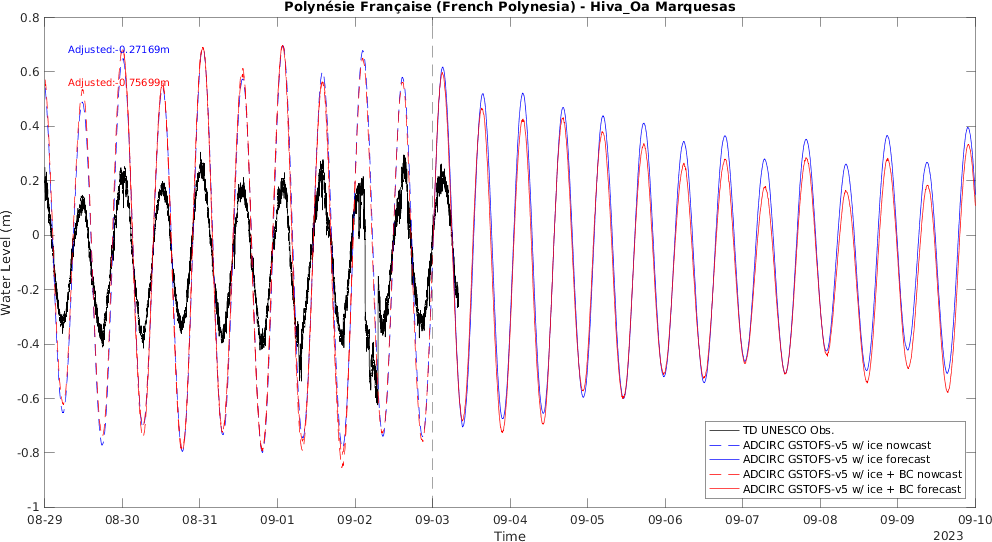 Polynésie Française (French Polynesia) - Hiva_Oa Marquesas
Adjusted:-0.27169m
Adjusted:-0.75699m
Water Level (m)
0.8
0.6
0.4
0.2
0
-0.2
-0.4
-0.6
-0.8
-1
TD UNESCO Obs.
ADCIRC GSTOFS-v5 w/ ice nowcast
ADCIRC GSTOFS-v5 w/ ice forecast
ADCIRC GSTOFS-v5 w/ ice + BC nowcast
ADCIRC GSTOFS-v5 w/ ice + BC forecast
08-29 08-30 08-31 09-01 09-02 09-03 09-04 09-05 09-06 09-07 09-08 09-09 09-10
Time
2023